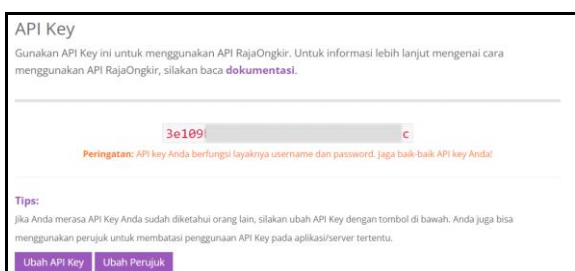 API Key
Gunakan API Key ini untuk menggunakan API RajaOngkir. Untuk informasi lebih lanjut mengenai cara
menggunakan API RajaOngkir, silakan baca dokumentasi.
3e109 c
Peringatan: API key Anda berfungsi layaknya username dan password. Jaga baik-baik API key Anda!
Tips:
Jika Anda merasa API Key Anda sudah diketahui orang lain, silakan ubah API Key dengan tombol di bawah. Anda juga bisa
menggunakan perujuk untuk membatasi penggunaan API Key pada aplikasi/server tertentu.
Ubah API Key Ubah Perujuk